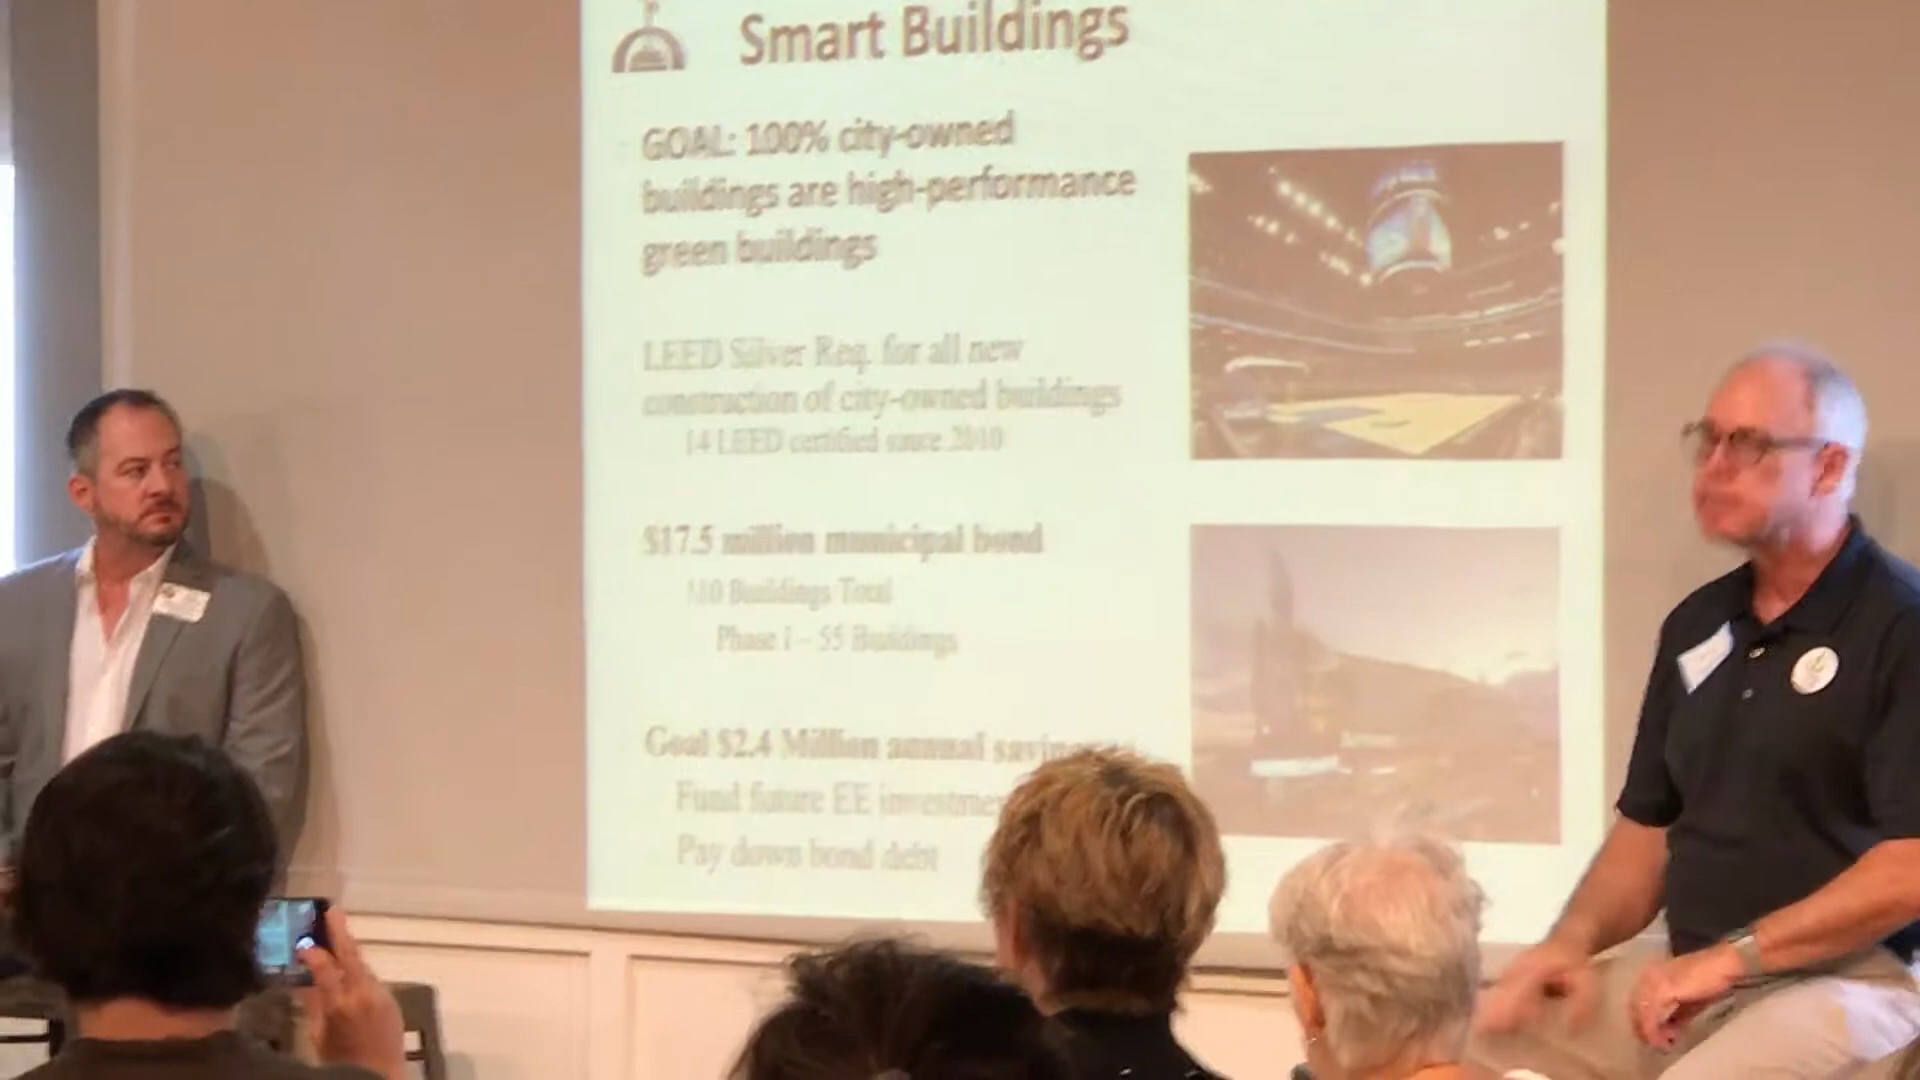 Smart Buildings
GOAL: 100% city-owned
buildings are high-performance
green buildings
LEED Silver Req. for all new
construction of city-owned buildings
14 LEED certified since 2010
$17.5 million municipal bond
110 Buildings Total
Phase I – 55 Buildings
Goal $2.4 Million annual savings
Fund future EE
Pay down bond debt